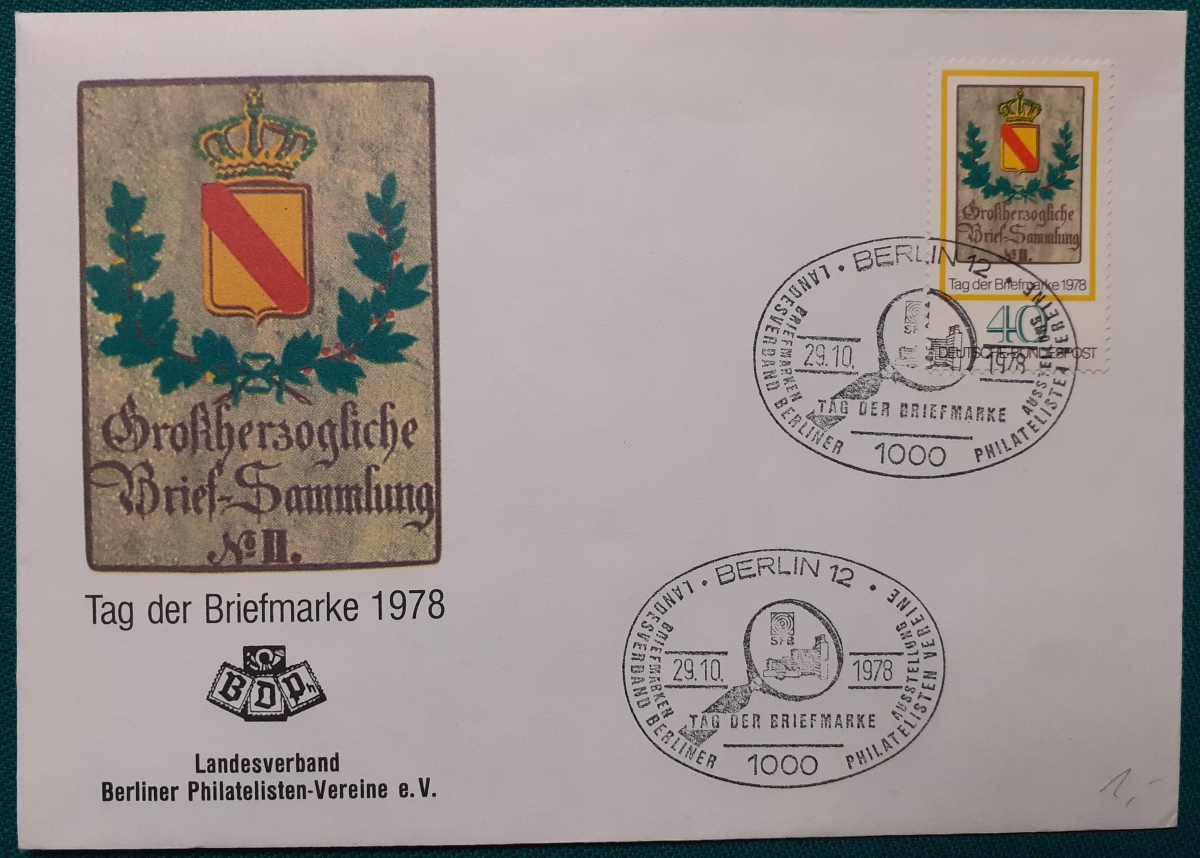 Großherzogliche
Brief-Sammlung
No II.
Tag der Briefmarke 1978
BDPh
Landesverband
Berliner Philatelisten-Vereine e.V.
Großherzogliche
Brief-Sammlung
No II.
Tag der Briefmarke 1978
40
DEUTSCHE BUNDESPOST
BERLIN 12
LANDESVERBAND BERLINER PHILATELISTEN VEREINE
BRIEFMARKEN AUSSTELLUNG
29.10. 1978
TAG DER BRIEFMARKE
1000
BERLIN 12
LANDESVERBAND BERLINER PHILATELISTEN VEREINE
BRIEFMARKEN AUSSTELLUNG
SFB
29.10. 1978
TAG DER BRIEFMARKE
1000
1,-